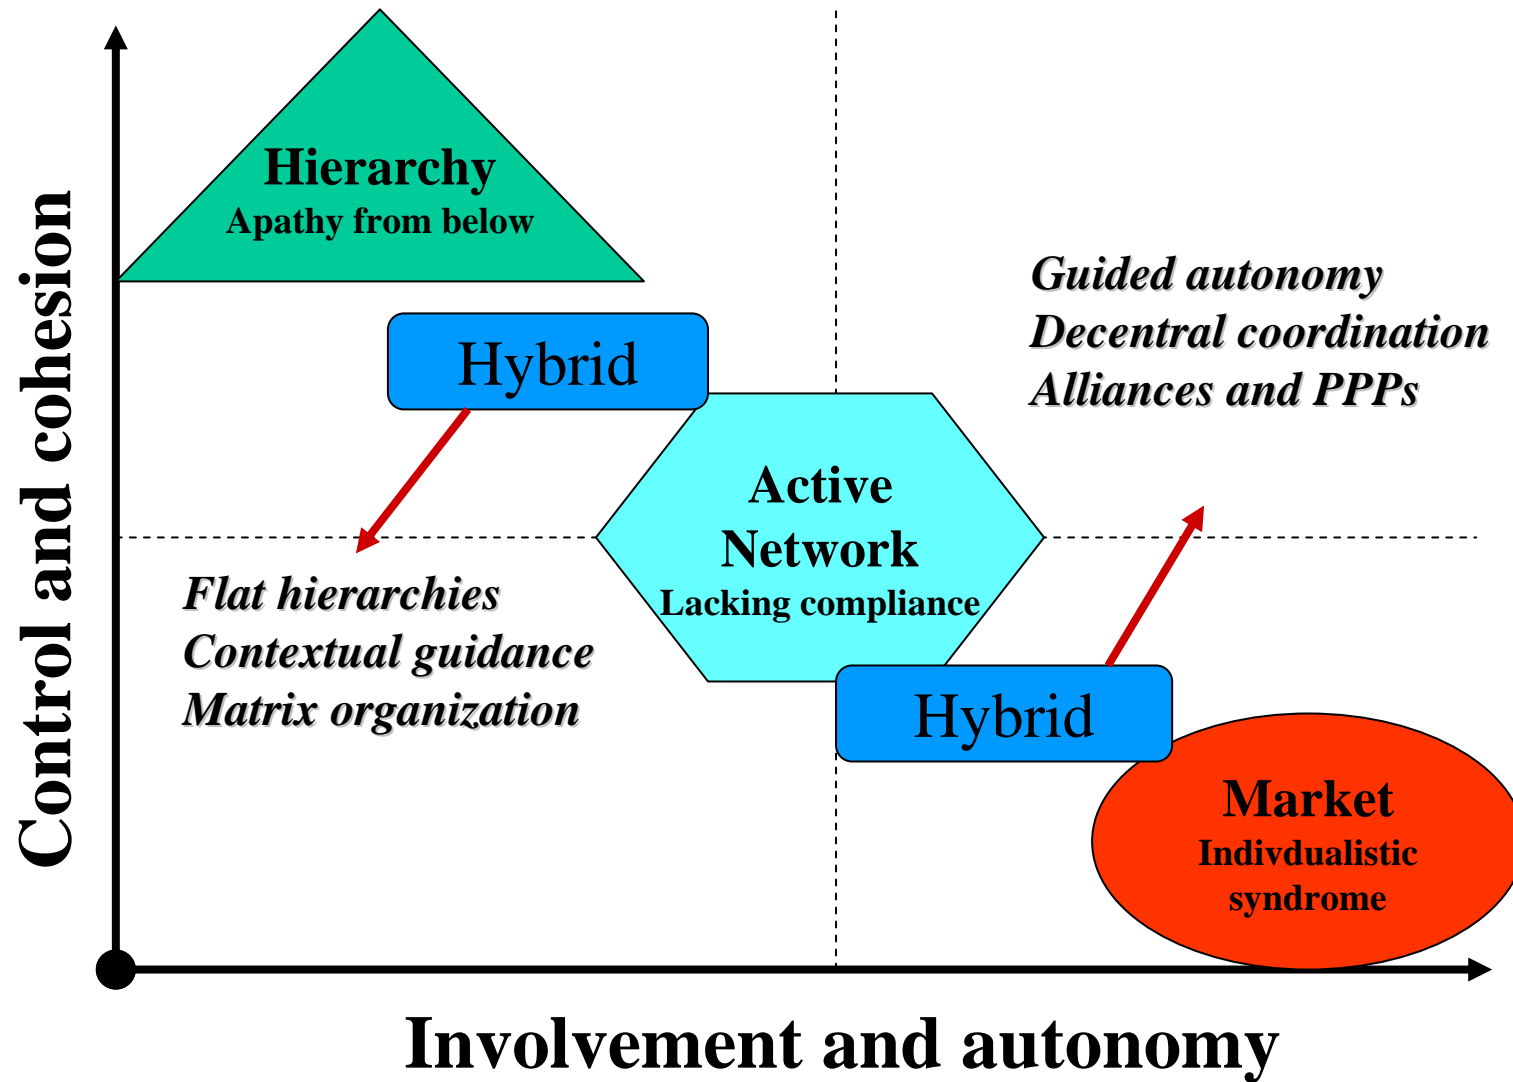 Control and cohesion
Hierarchy
Apathy from below
Hybrid
Guided autonomy
Decentral coordination
Alliances and PPPs
Active
Network
Lacking compliance
Flat hierarchies
Contextual guidance
Matrix organization
Hybrid
Market
Indivdualistic
syndrome
Involvement and autonomy